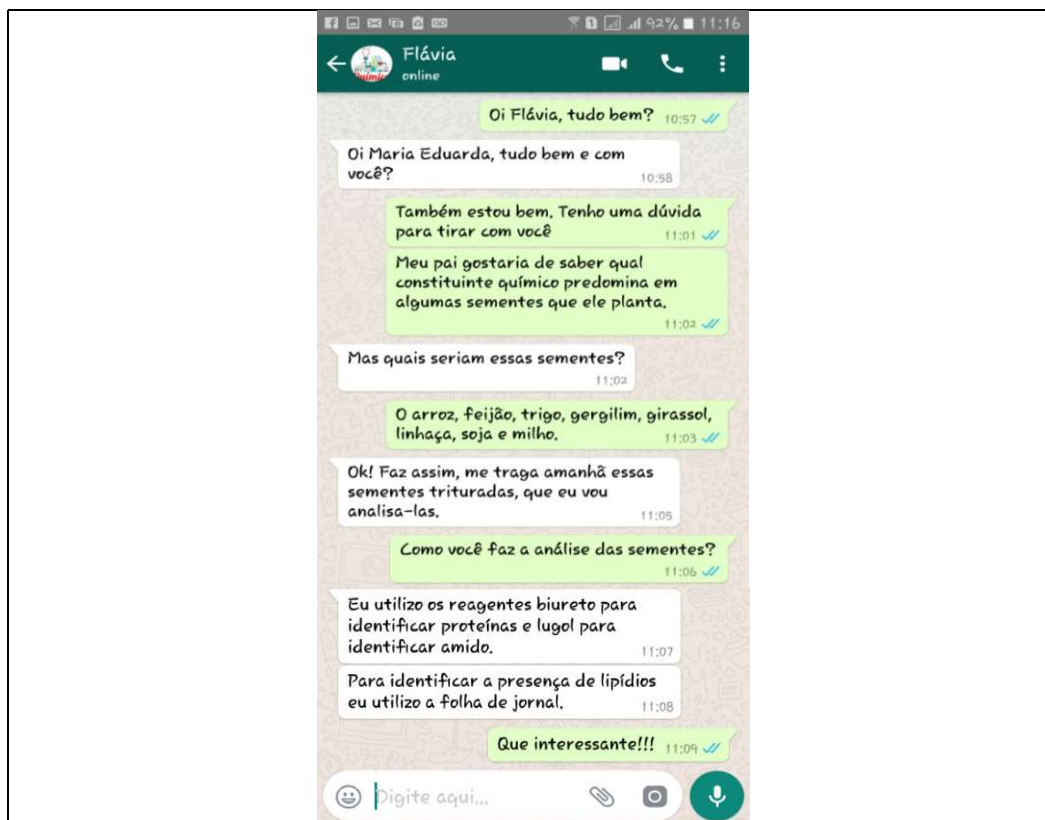 92% 11:16
Flávia
online
Oi Flávia, tudo bem? 10:57
Oi Maria Eduarda, tudo bem e com
você? 10:58
Também estou bem. Tenho uma dúvida
para tirar com você 11:01
Meu pai gostaria de saber qual
constituinte químico predomina em
algumas sementes que ele planta.
11:02
Mas quais seriam essas sementes?
11:02
O arroz, feijão, trigo, gergilim, girassol,
linhaça, soja e milho. 11:03
Ok! Faz assim, me traga amanhã essas
sementes trituradas, que eu vou
analisa-las. 11:05
Como você faz a análise das sementes?
11:06
Eu utilizo os reagentes biureto para
identificar proteínas e lugol para
identificar amido. 11:07
Para identificar a presença de lipídios
eu utilizo a folha de jornal. 11:08
Que interessante!!! 11:09
Digite aqui...